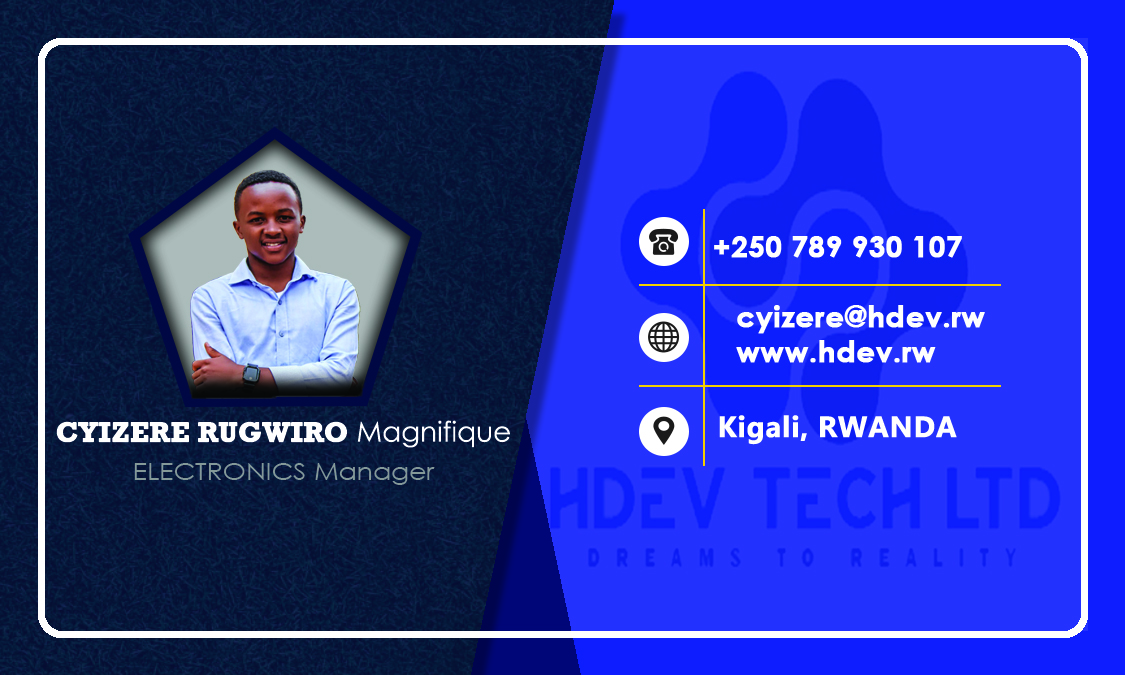 CYIZERE RUGWIRO Magnifique
ELECTRONICS Manager
+250 789 930 107
cyizere@hdev.rw
www.hdev.rw
Kigali, RWANDA
HDEV TECH LTD
DREAMS TO REALITY